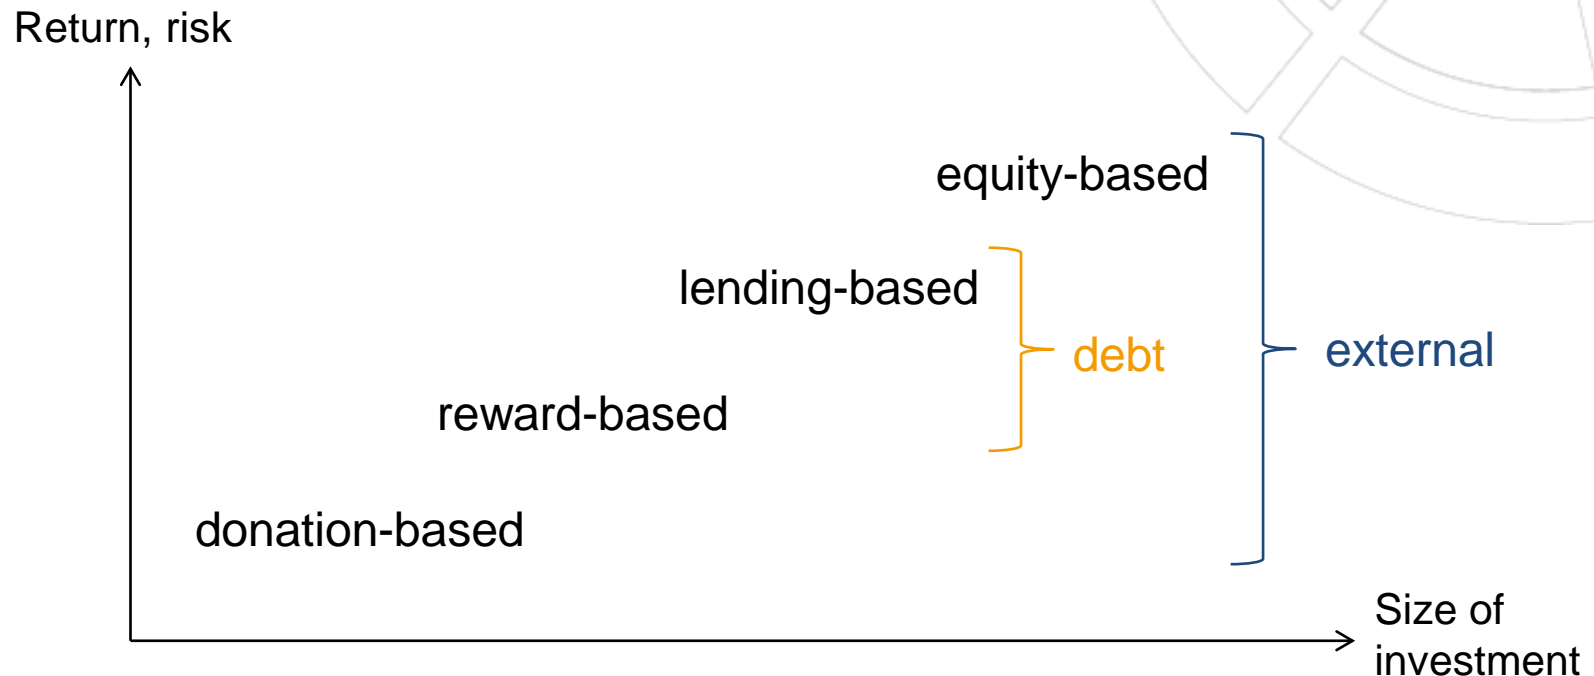 Return, risk
equity-based
lending-based
debt
external
reward-based
donation-based
Size of
investment